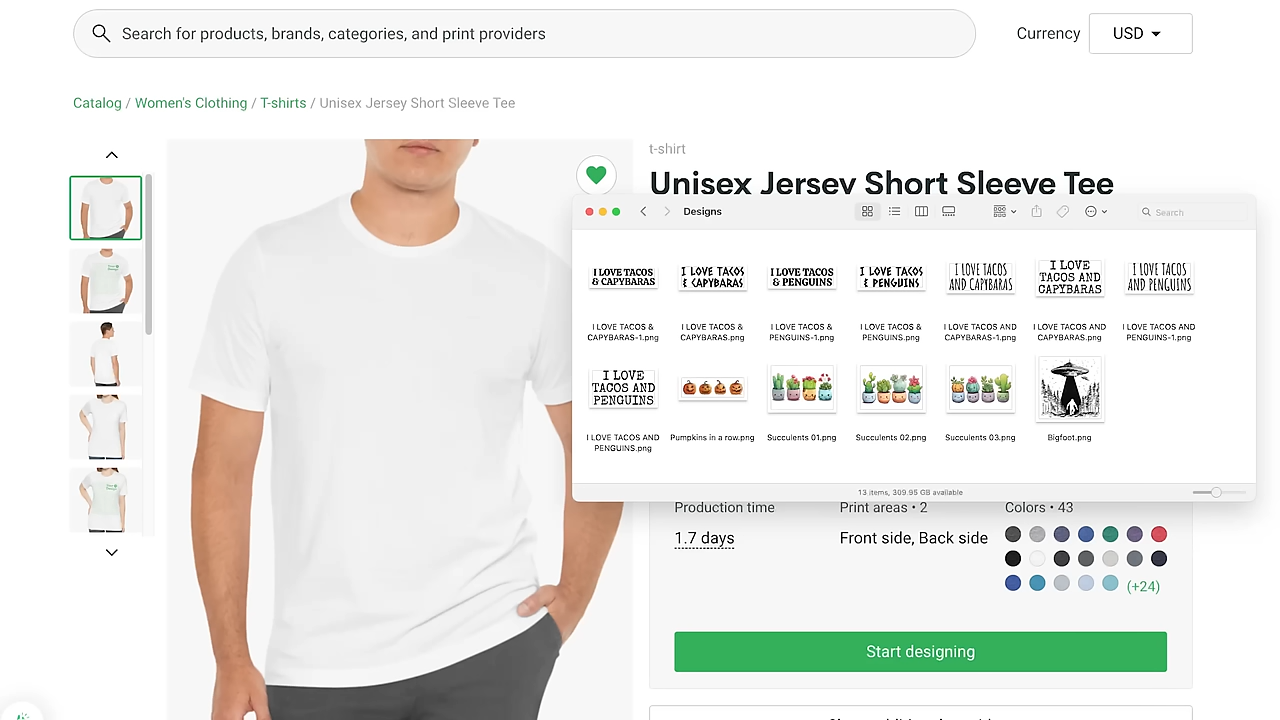 Search for products, brands, categories, and print providers
Currency
USD
Catalog / Women's Clothing / T-shirts / Unisex Jersey Short Sleeve Tee
t-shirt
Unisex Jersey Short Sleeve Tee
Designs
Search
I LOVE TACOS
& CAPYBARAS
I LOVE TACOS
& CAPYBARAS
I LOVE TACOS
& PENGUINS
I LOVE TACOS
& PENGUINS
I LOVE TACOS
AND CAPYBARAS
I LOVE
TACOS AND
CAPYBARAS
I LOVE TACOS
AND PENGUINS
I LOVE TACOS &
CAPYBARAS-1.png
I LOVE TACOS &
CAPYBARAS.png
I LOVE TACOS &
PENGUINS-1.png
I LOVE TACOS &
PENGUINS.png
I LOVE TACOS AND
CAPYBARAS-1.png
I LOVE TACOS AND
CAPYBARAS.png
I LOVE TACOS AND
PENGUINS-1.png
I LOVE
TACOS AND
PENGUINS
I LOVE TACOS AND
PENGUINS.png
Pumpkins in a row.png
Succulents 01.png
Succulents 02.png
Succulents 03.png
Bigfoot.png
13 items, 309.95 GB available
Production time
1.7 days
Print areas • 2
Front side, Back side
Colors • 43
(+24)
Start designing